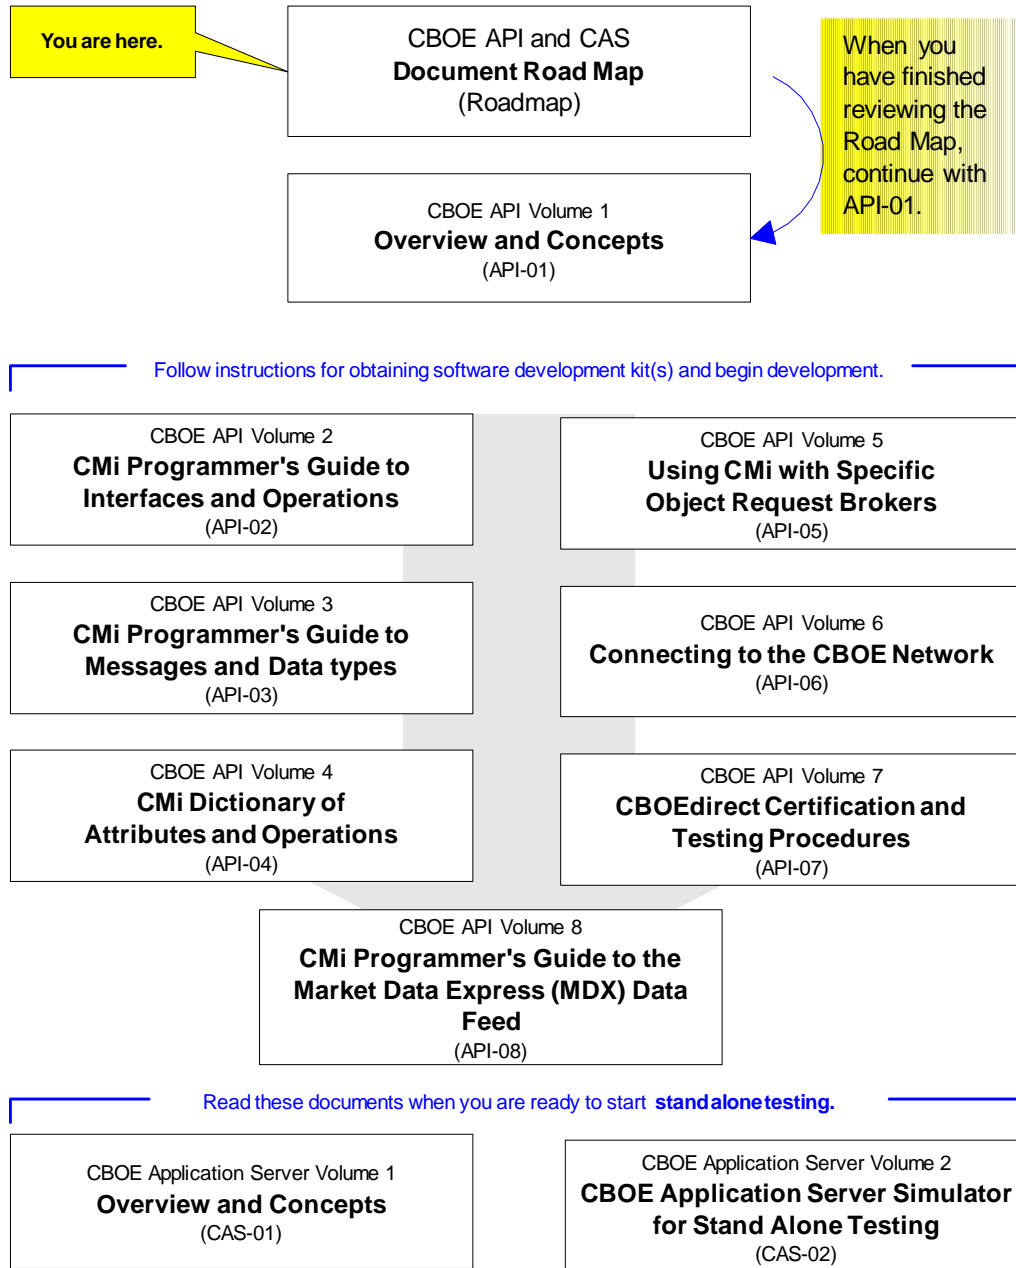 You are here.
CBOE API and CAS
Document Road Map
(Roadmap)
When you
have finished
reviewing the
Road Map,
continue with
API-01.
CBOE API Volume 1
Overview and Concepts
(API-01)
Follow instructions for obtaining software development kit(s) and begin development.
CBOE API Volume 2
CMi Programmer's Guide to
Interfaces and Operations
(API-02)
CBOE API Volume 5
Using CMi with Specific
Object Request Brokers
(API-05)
CBOE API Volume 3
CMi Programmer's Guide to
Messages and Data types
(API-03)
CBOE API Volume 6
Connecting to the CBOE Network
(API-06)
CBOE API Volume 4
CMi Dictionary of
Attributes and Operations
(API-04)
CBOE API Volume 7
CBOEdirect Certification and
Testing Procedures
(API-07)
CBOE API Volume 8
CMi Programmer's Guide to the
Market Data Express (MDX) Data
Feed
(API-08)
Read these documents when you are ready to start stand alone testing.
CBOE Application Server Volume 1
Overview and Concepts
(CAS-01)
CBOE Application Server Volume 2
CBOE Application Server Simulator
for Stand Alone Testing
(CAS-02)